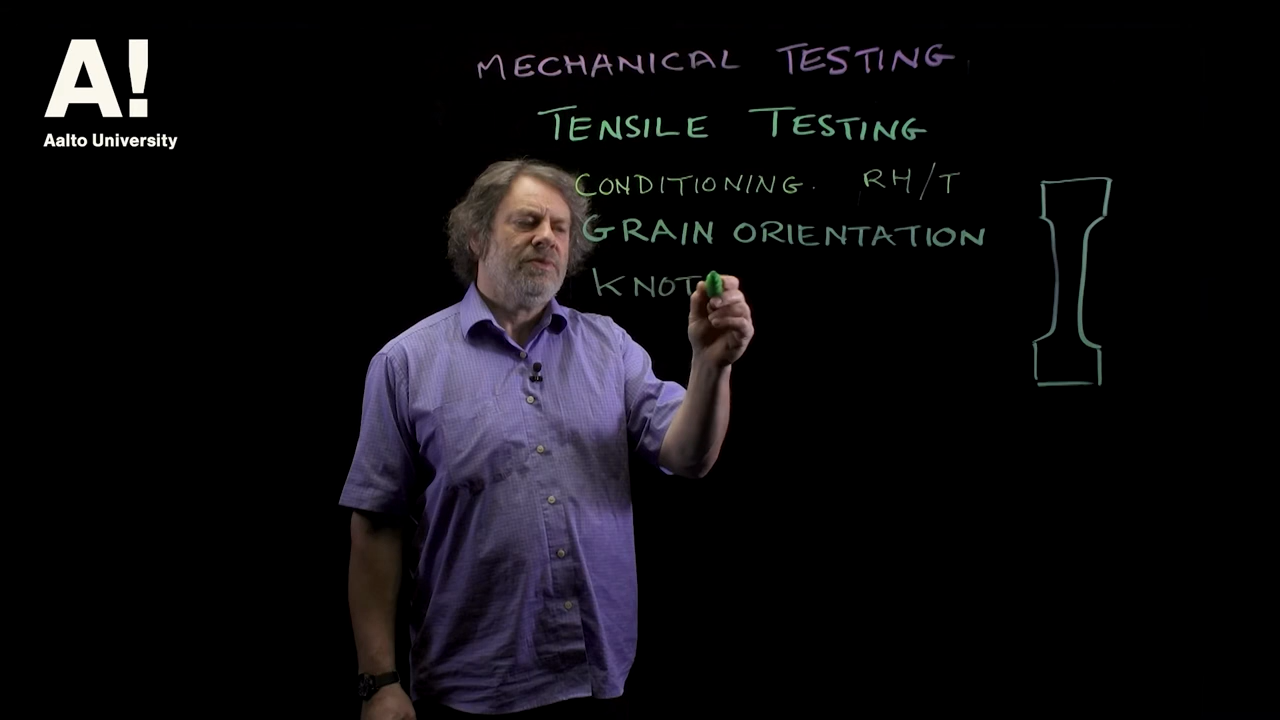 A!
Aalto University
MECHANICAL TESTING
TENSILE TESTING
CONDITIONING. RH/T
GRAIN ORIENTATION
KNOT